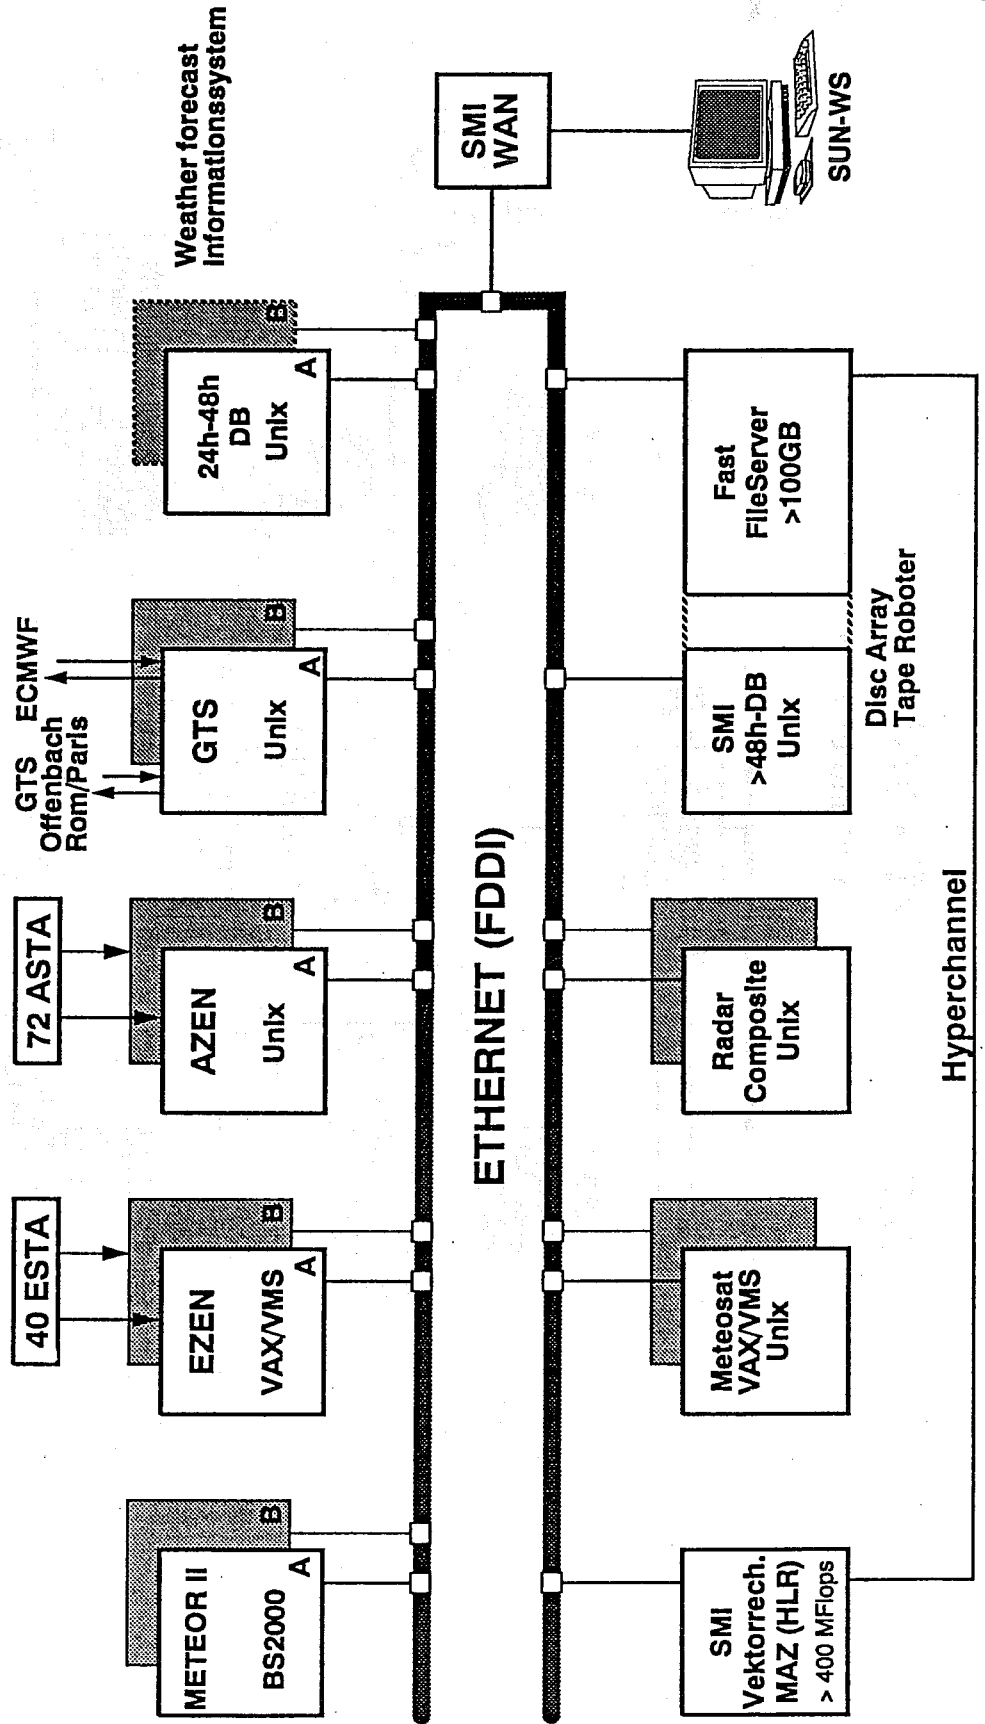 40 ESTA
72 ASTA
GTS ECMWF
Offenbach
Rom/Paris
Weather forecast
Informationssystem
METEOR II
BS2000
A
B
EZEN
VAX/VMS
A
B
AZEN
Unix
A
B
GTS
Unix
A
B
24h-48h
DB
Unix
A
B
ETHERNET (FDDI)
SMI
WAN
SUN-WS
SMI
Vektorrech.
MAZ (HLR)
> 400 MFlops
Meteosat
VAX/VMS
Unix
Radar
Composite
Unix
SMI
>48h-DB
Unix
Fast
FileServer
>100GB
Disc Array
Tape Roboter
Hyperchannel